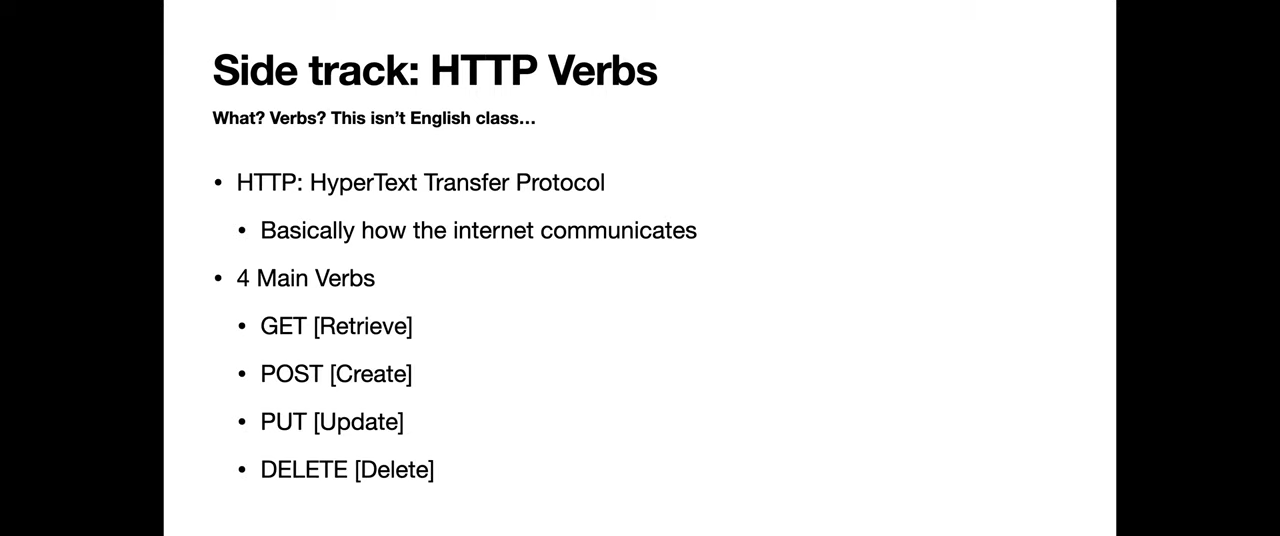 Side track: HTTP Verbs
What? Verbs? This isn’t English class…
• HTTP: HyperText Transfer Protocol
• Basically how the internet communicates
• 4 Main Verbs
• GET [Retrieve]
• POST [Create]
• PUT [Update]
• DELETE [Delete]